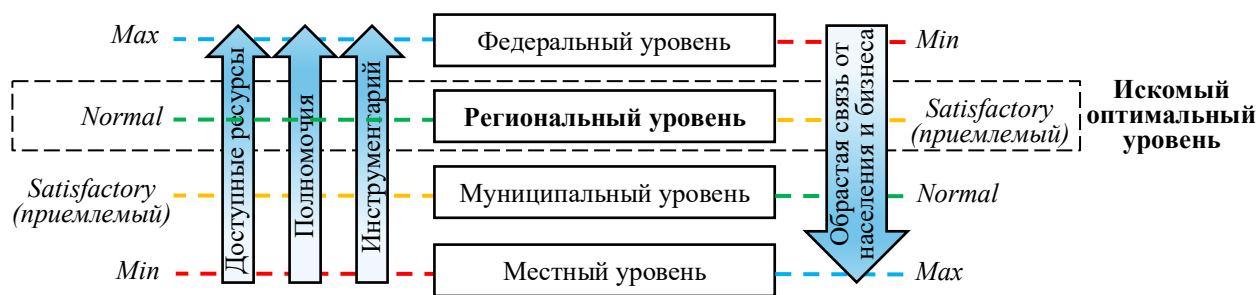 Max
Федеральный уровень
Min
Normal
Региональный уровень
Satisfactory
(приемлемый)
Искомый
оптимальный
уровень
Satisfactory
(приемлемый)
Муниципальный уровень
Normal
Min
Местный уровень
Max
Доступные ресурсы
Полномочия
Инструментарий
Обрастая связь от
населения и бизнеса